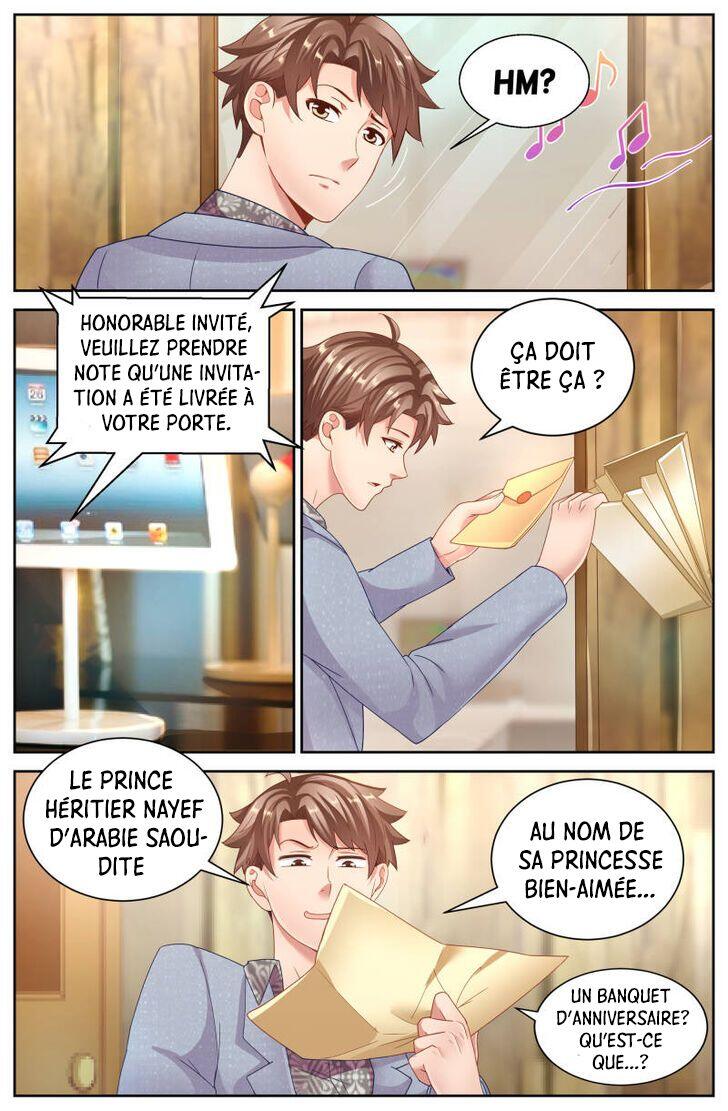 HM?
HONORABLE INVITÉ,
VEUILLEZ PRENDRE
NOTE QU'UNE INVITA-
TION A ÉTÉ LIVRÉE À
VOTRE PORTE.
ÇA DOIT
ÊTRE ÇA ?
LE PRINCE
HÉRITIER NAYEF
D'ARABIE SAOU-
DITE
AU NOM DE
SA PRINCESSE
BIEN-AIMÉE...
UN BANQUET
D'ANNIVERSAIRE?
QU'EST-CE
QUE...?